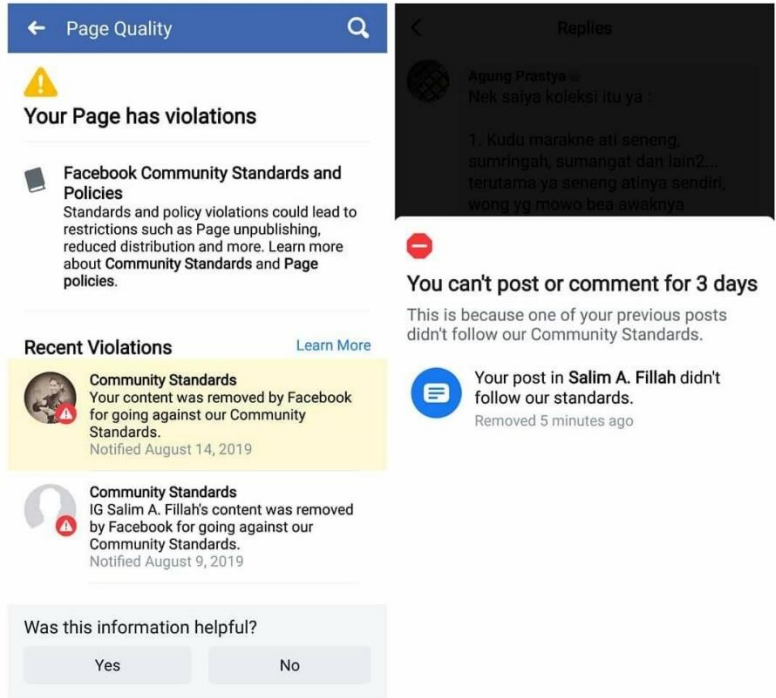 Page Quality
Your Page has violations
Facebook Community Standards and
Policies
Standards and policy violations could lead to
restrictions such as Page unpublishing,
reduced distribution and more. Learn more
about Community Standards and Page
policies.
Recent Violations
Learn More
Community Standards
Your content was removed by Facebook
for going against our Community
Standards.
Notified August 14, 2019
Community Standards
IG Salim A. Fillah's content was removed
by Facebook for going against our
Community Standards.
Notified August 9, 2019
Was this information helpful?
Yes
No
Replies
Agung Prastya
Nek saiya koleksi itu ya :
1. Kudu marakne ati seneng,
sumringah, sumangat dan lain2...
terutama ya seneng atinya sendiri,
wong yg mowo bea awaknya
You can't post or comment for 3 days
This is because one of your previous posts
didn't follow our Community Standards.
Your post in Salim A. Fillah didn't
follow our standards.
Removed 5 minutes ago